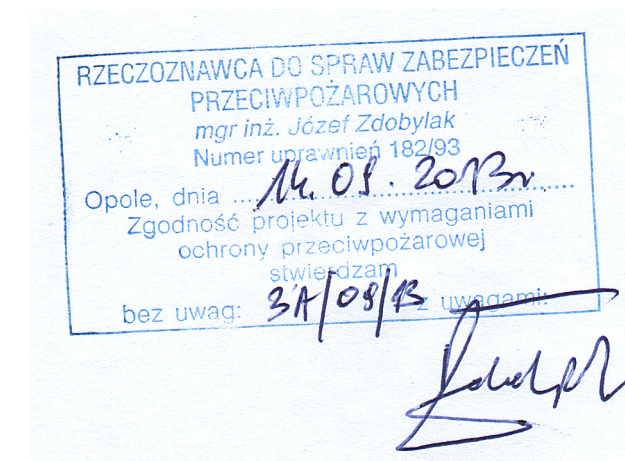 RZECZOZNAWCA DO SPRAW ZABEZPIECZEŃ
PRZECIWPOŻAROWYCH
mgr inż. Józef Zdobylak
Numer uprawnień 182/93
Opole, dnia 14.09.2013r.
Zgodność projektu z wymaganiami
ochrony przeciwpożarowej
stwierdzam
bez uwag: 3A/09/13 z uwagami: